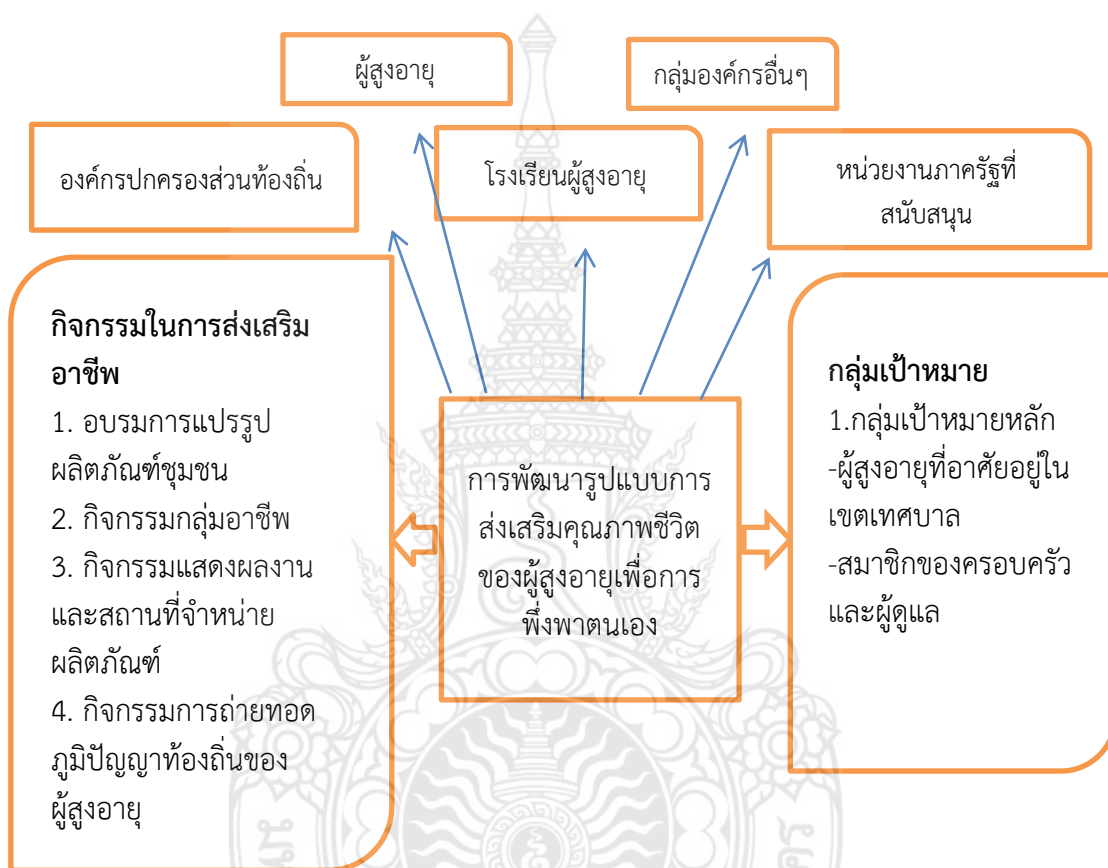 ผู้สูงอายุ
กลุ่มองค์กรอื่นๆ
องค์กรปกครองส่วนท้องถิ่น
โรงเรียนผู้สูงอายุ
หน่วยงานภาครัฐที่
สนับสนุน
กิจกรรมในการส่งเสริม
อาชีพ
1. อบรมการแปรรูป
ผลิตภัณฑ์ชุมชน
2. กิจกรรมกลุ่มอาชีพ
3. กิจกรรมแสดงผลงาน
และสถานที่จำหน่าย
ผลิตภัณฑ์
4. กิจกรรมการถ่ายทอด
ภูมิปัญญาท้องถิ่นของ
ผู้สูงอายุ
การพัฒนารูปแบบการ
ส่งเสริมคุณภาพชีวิต
ของผู้สูงอายุเพื่อการ
พึ่งพาตนเอง
กลุ่มเป้าหมาย
1.กลุ่มเป้าหมายหลัก
-ผู้สูงอายุที่อาศัยอยู่ใน
เขตเทศบาล
-สมาชิกของครอบครัว
และผู้ดูแล